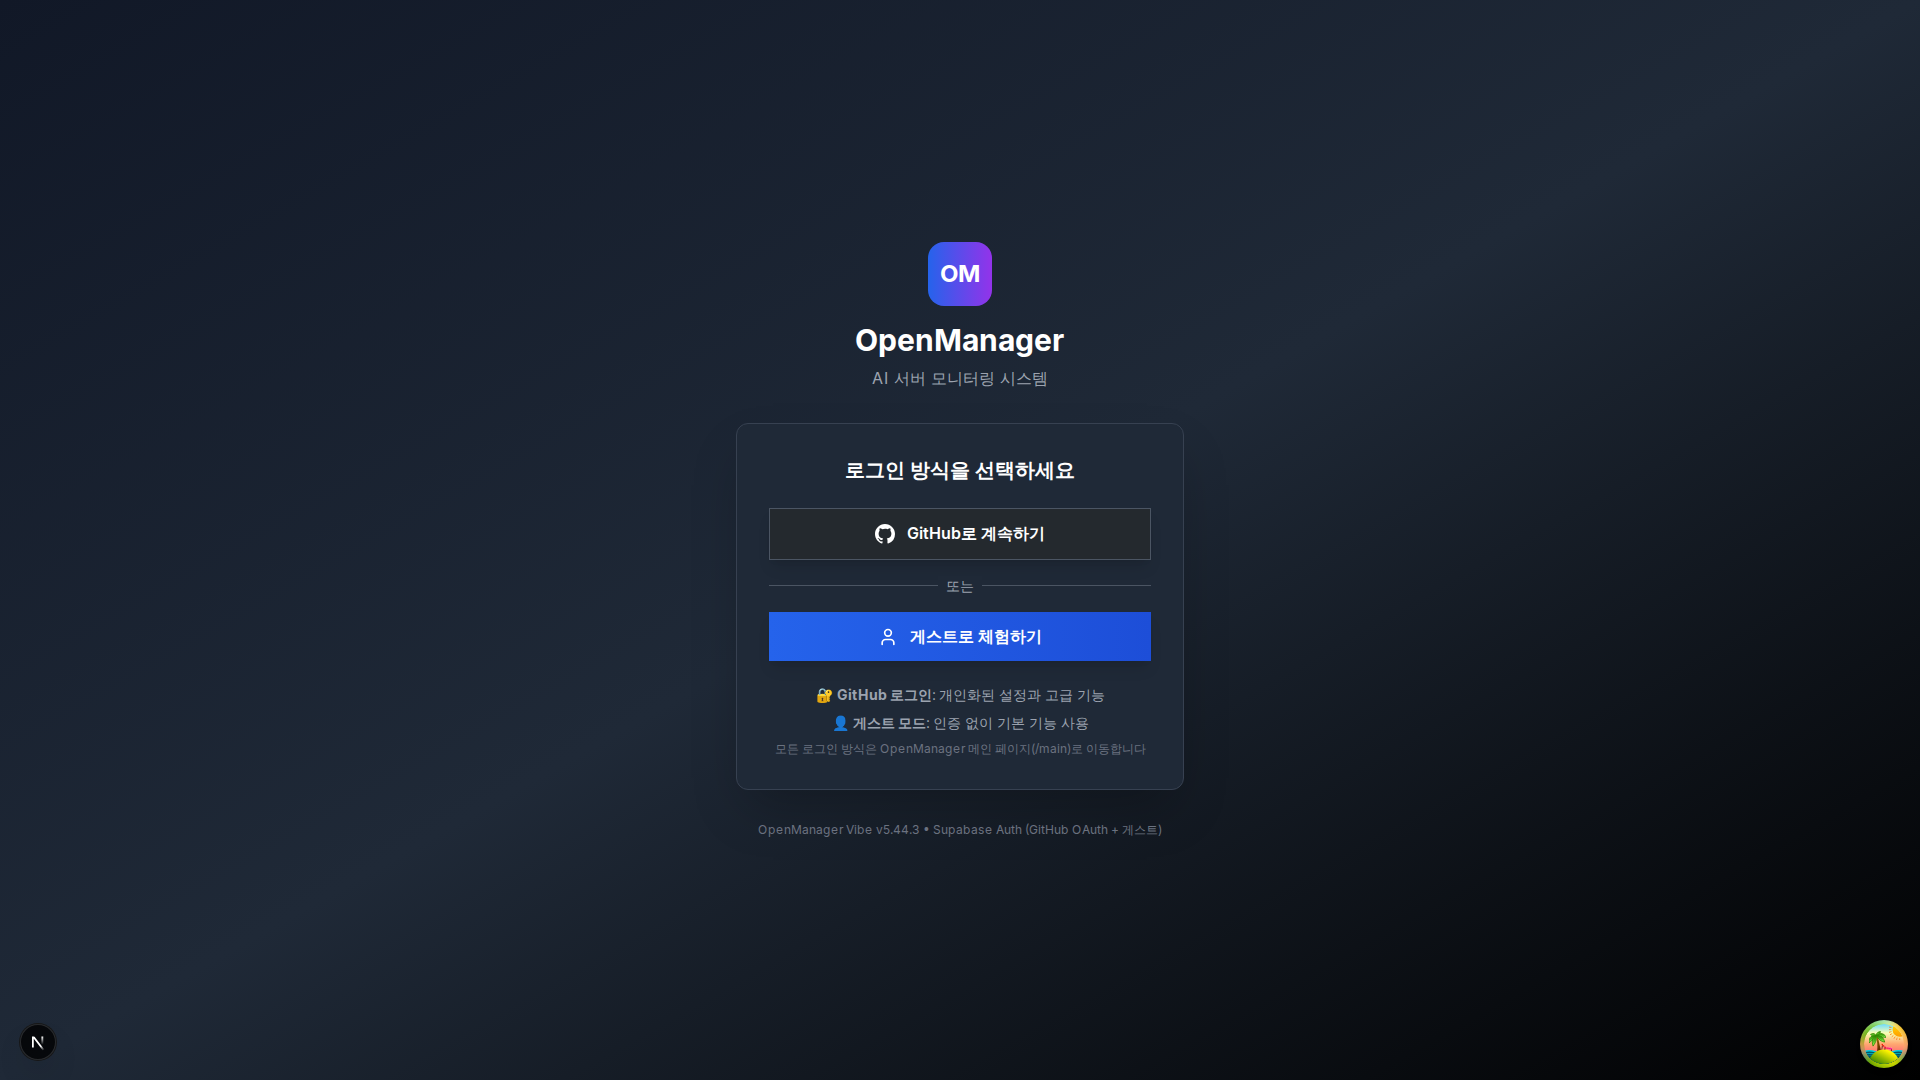 OM
OpenManager
AI 서버 모니터링 시스템
로그인 방식을 선택하세요
GitHub로 계속하기
또는
게스트로 체험하기
🔐 GitHub 로그인: 개인화된 설정과 고급 기능
👤 게스트 모드: 인증 없이 기본 기능 사용
모든 로그인 방식은 OpenManager 메인 페이지(/main)로 이동합니다
OpenManager Vibe v5.44.3 • Supabase Auth (GitHub OAuth + 게스트)
N